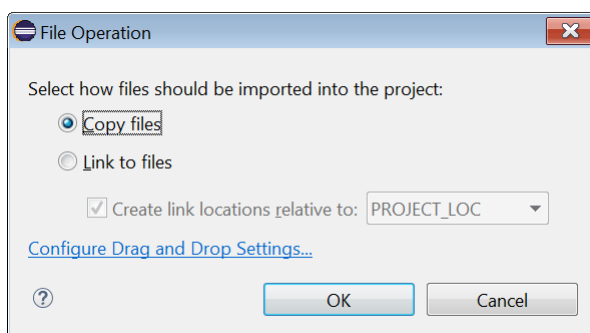 File Operation
Select how files should be imported into the project:
Copy files
Link to files
Create link locations relative to: PROJECT_LOC
Configure Drag and Drop Settings...
? OK Cancel